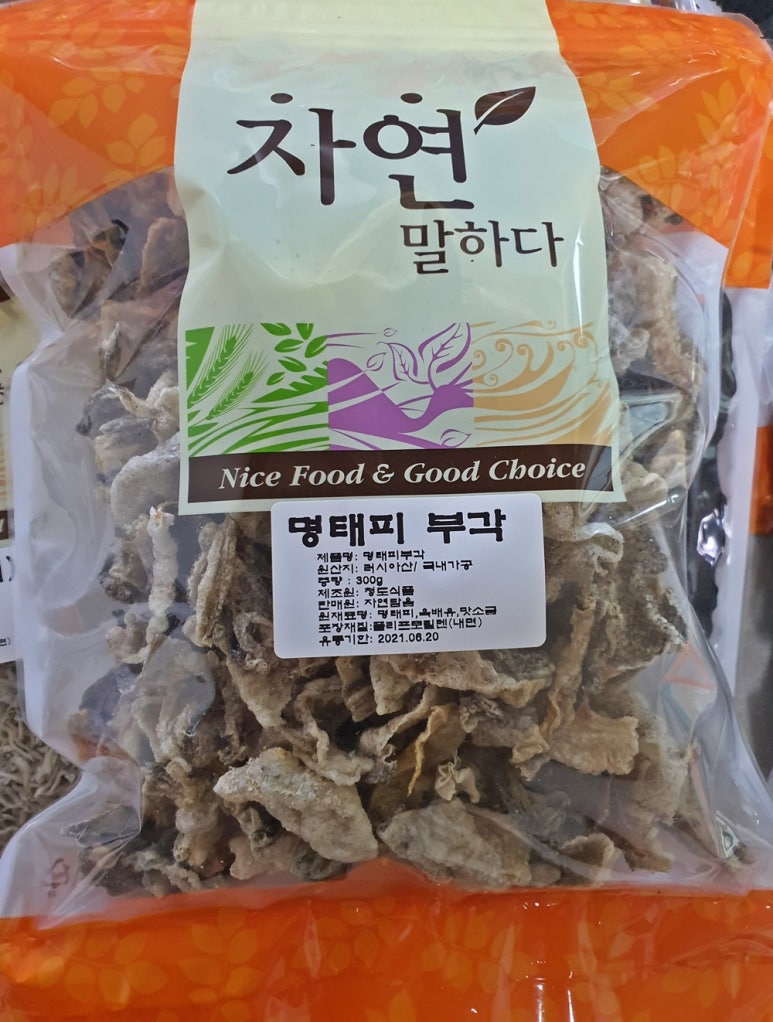 자연
말하다
Nice Food & Good Choice
명태피 부각
제품명: 명태피부각
원산지: 러시아산/ 국내가공
중량 : 300g
제조원: 청도식품
판매원: 자연담음
원재료명: 명태피,옥배유,맛소금
포장재질:폴리프로필렌(내면)
유통기한: 2021.06.20